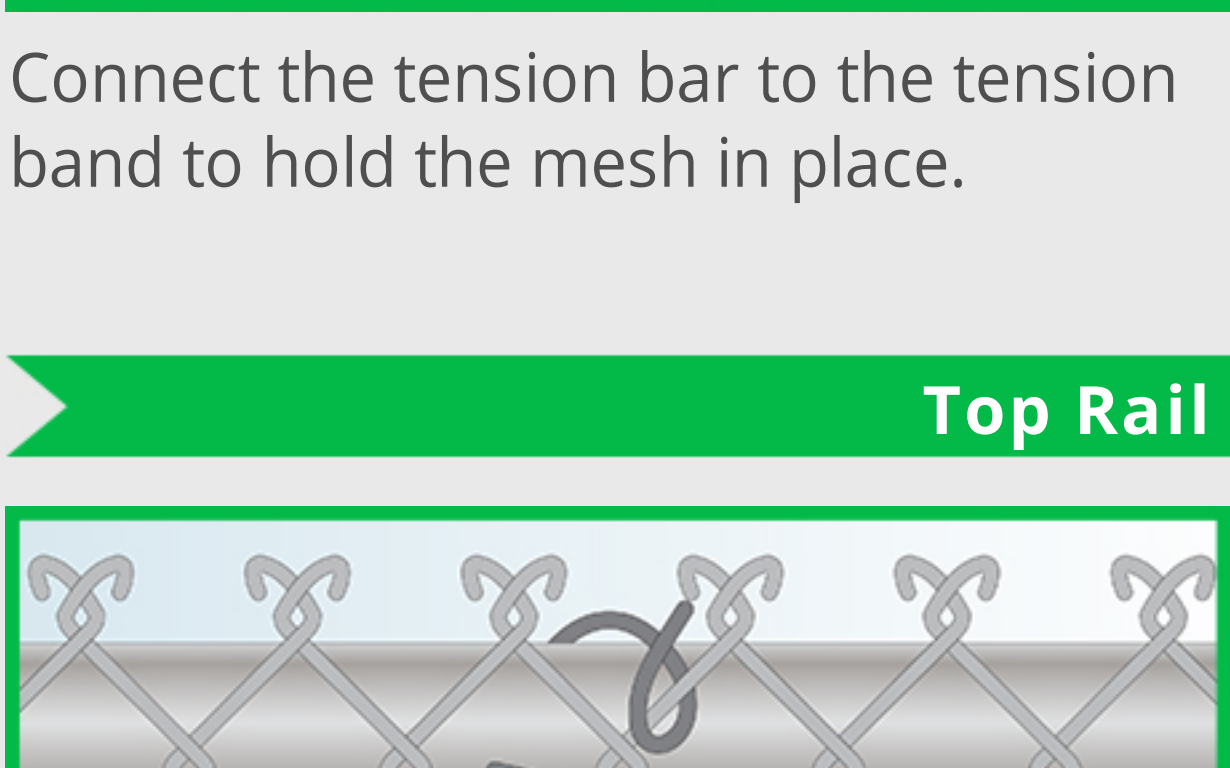 Connect the tension bar to the tension
band to hold the mesh in place.
Top Rail